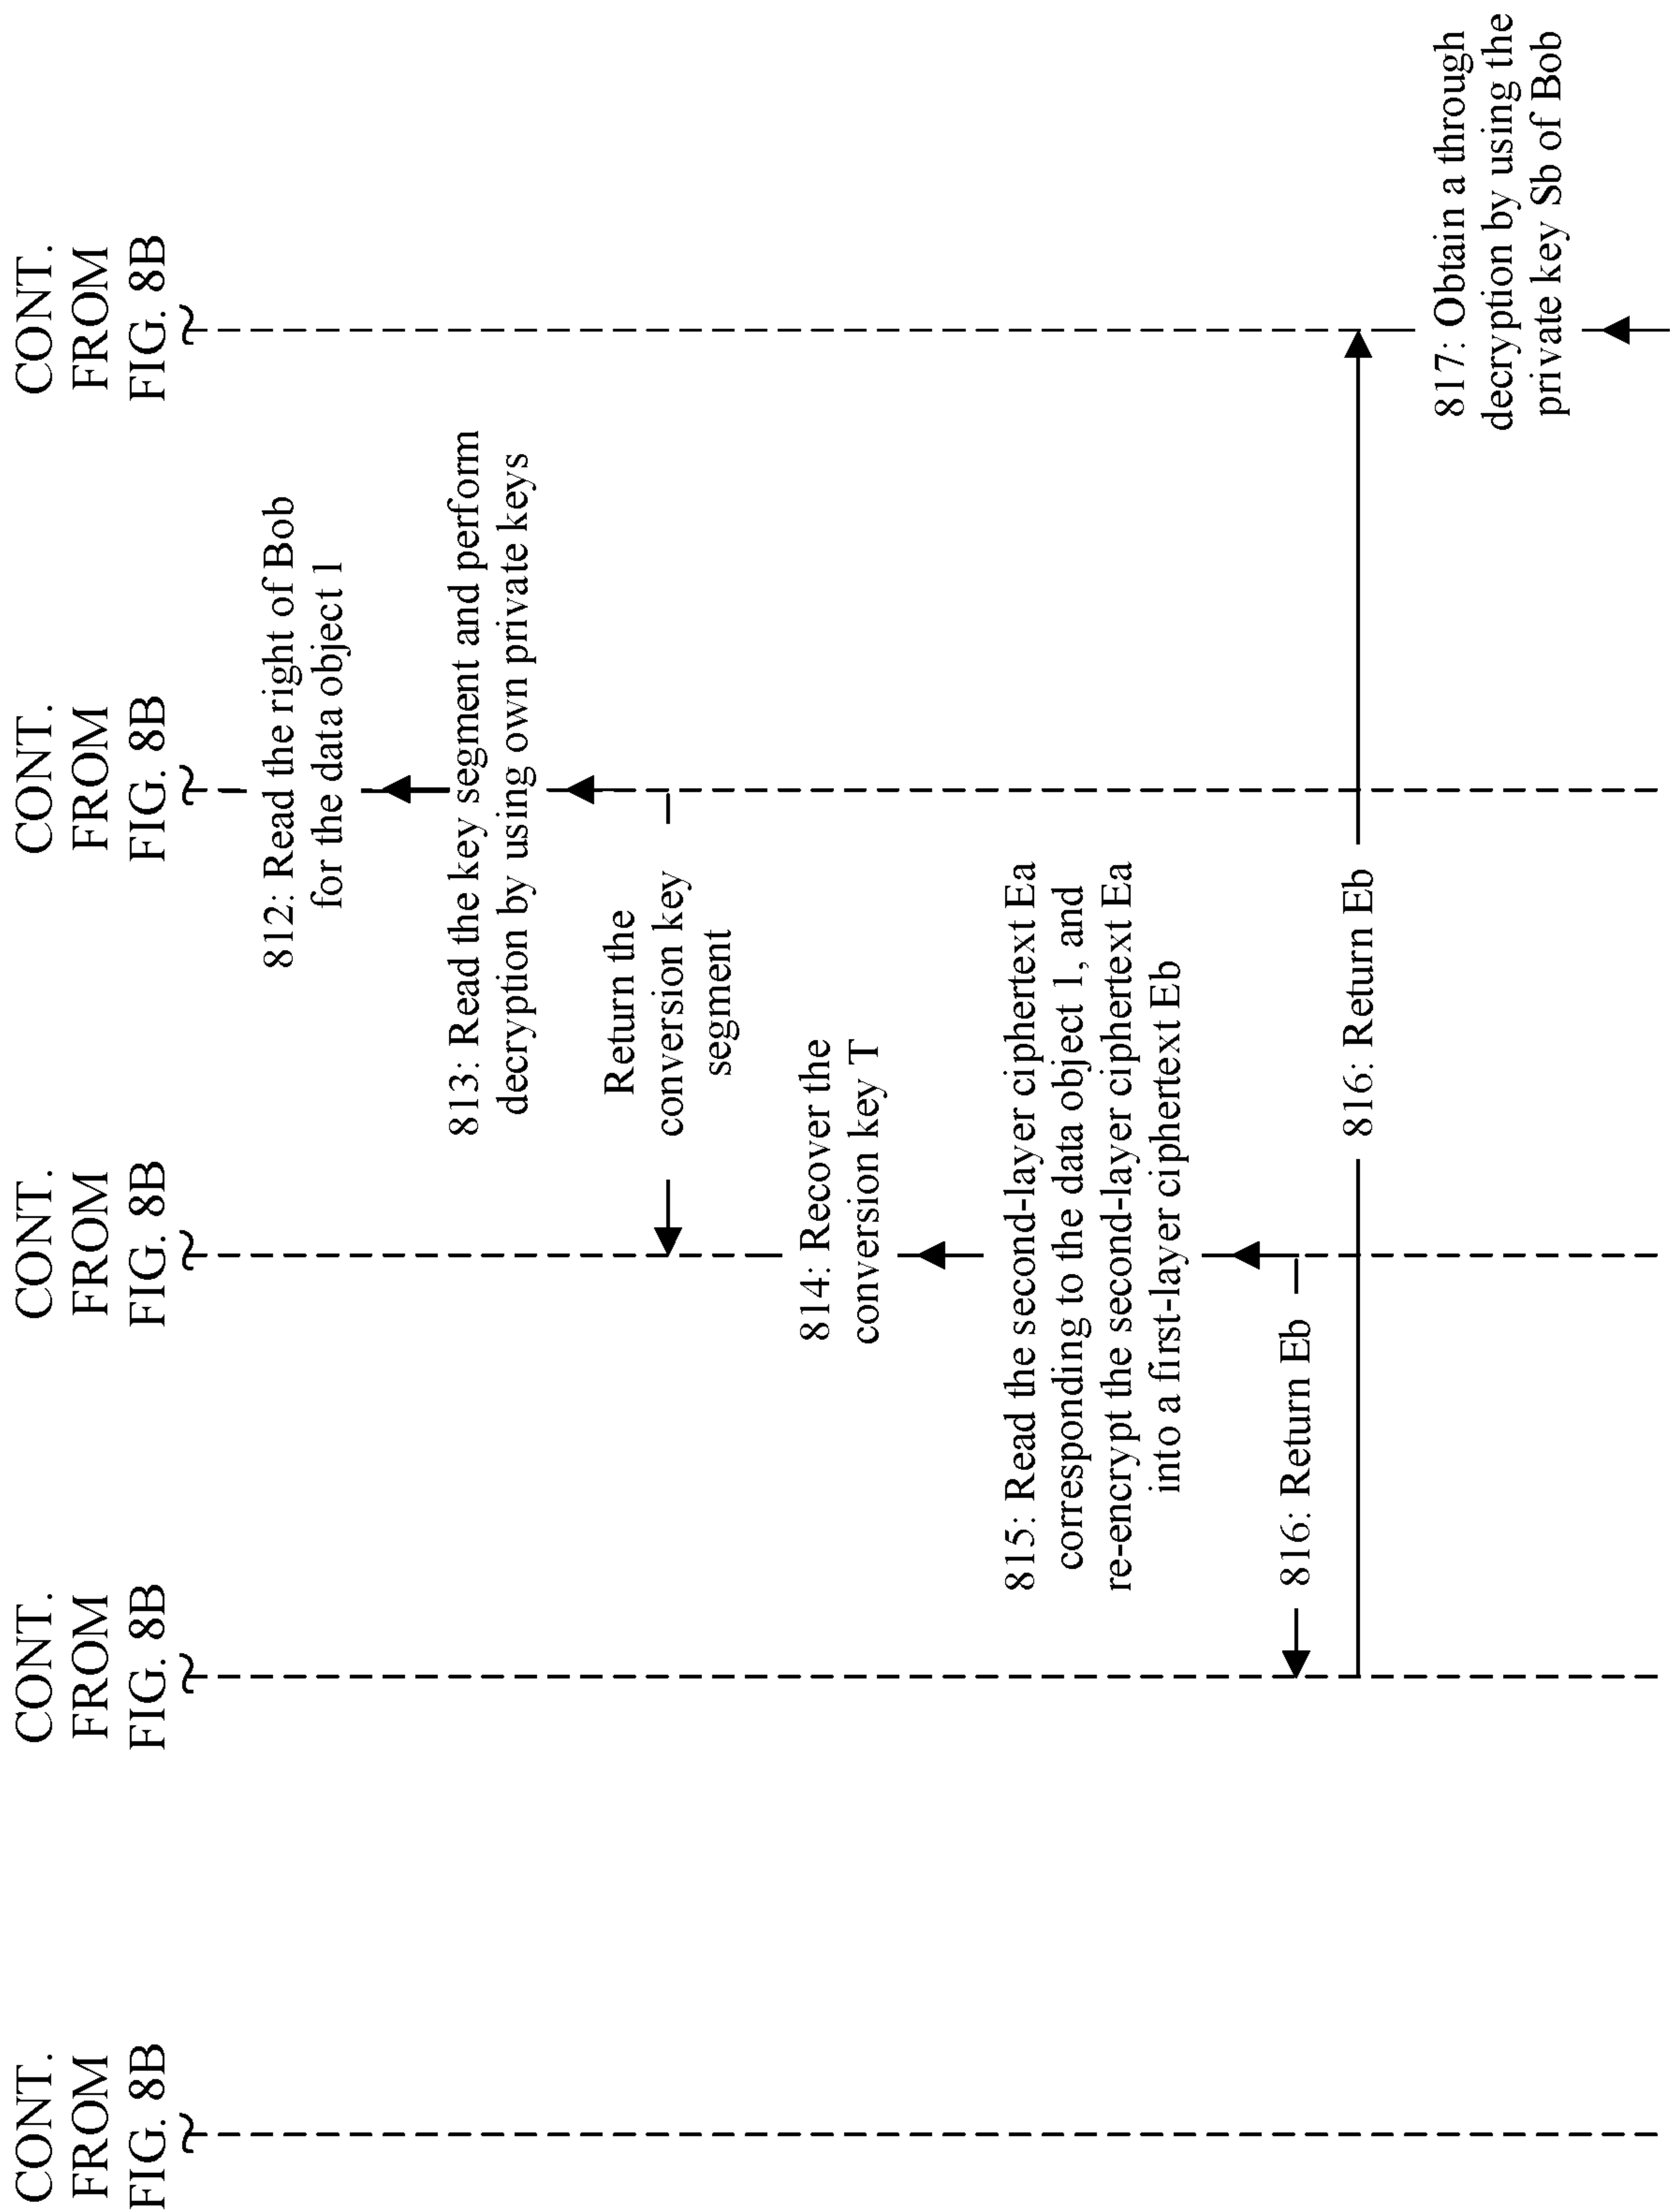 CONT.
FROM
FIG. 8B
CONT.
FROM
FIG. 8B
CONT.
FROM
FIG. 8B
CONT.
FROM
FIG. 8B
CONT.
FROM
FIG. 8B
812: Read the right of Bob
for the data object 1
813: Read the key segment and perform
decryption by using own private keys
Return the
conversion key
segment
814: Recover the
conversion key T
815: Read the second-layer ciphertext Ea
corresponding to the data object 1, and
re-encrypt the second-layer ciphertext Ea
into a first-layer ciphertext Eb
816: Return Eb
816: Return Eb
817: Obtain a through
decryption by using the
private key Sb of Bob